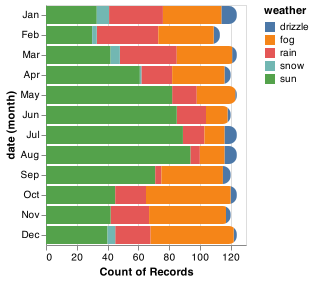 weather
drizzle
fog
rain
snow
sun
date (month)
Jan
Feb
Mar
Apr
May
Jun
Jul
Aug
Sep
Oct
Nov
Dec
0 20 40 60 80 100 120
Count of Records